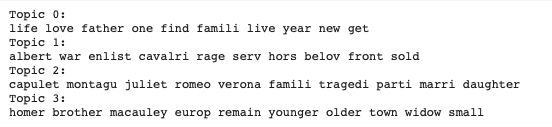 Topic 0:
life love father one find famili live year new get
Topic 1:
albert war enlist cavalri rage serv hors belov front sold
Topic 2:
capulet montagu juliet romeo verona famili tragedi parti marri daughter
Topic 3:
homer brother macauley europ remain younger older town widow small